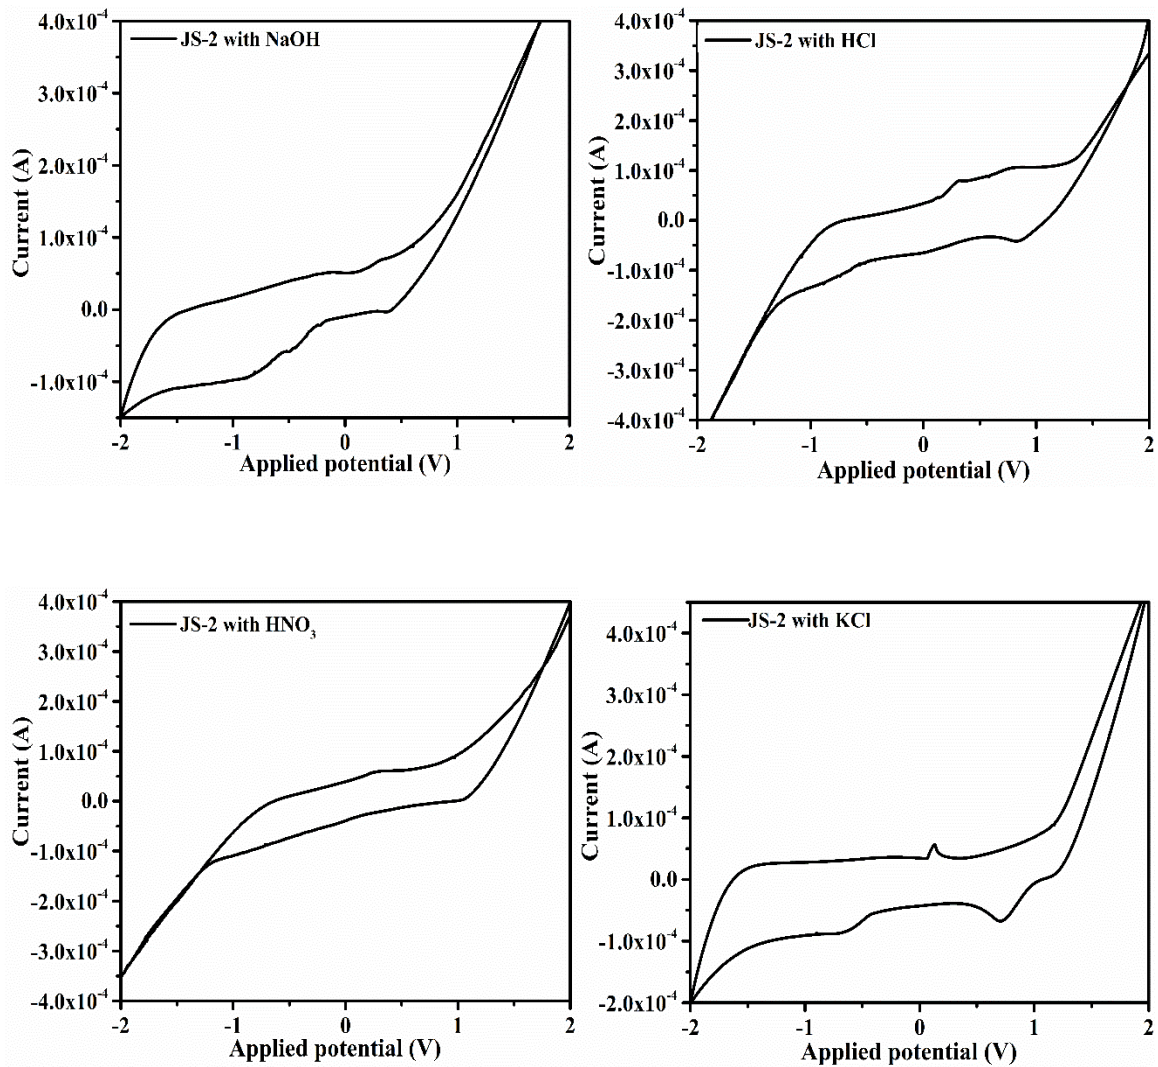 JS-2 with NaOH
4.0x10⁻⁴
3.0x10⁻⁴
2.0x10⁻⁴
1.0x10⁻⁴
0.0
-1.0x10⁻⁴
Current (A)
-2 -1 0 1 2
Applied potential (V)
JS-2 with HCl
4.0x10⁻⁴
3.0x10⁻⁴
2.0x10⁻⁴
1.0x10⁻⁴
0.0
-1.0x10⁻⁴
-2.0x10⁻⁴
-3.0x10⁻⁴
-4.0x10⁻⁴
Current (A)
-2 -1 0 1 2
Applied potential (V)
JS-2 with HNO₃
4.0x10⁻⁴
3.0x10⁻⁴
2.0x10⁻⁴
1.0x10⁻⁴
0.0
-1.0x10⁻⁴
-2.0x10⁻⁴
-3.0x10⁻⁴
-4.0x10⁻⁴
Current (A)
-2 -1 0 1 2
Applied potential (V)
JS-2 with KCl
4.0x10⁻⁴
3.0x10⁻⁴
2.0x10⁻⁴
1.0x10⁻⁴
0.0
-1.0x10⁻⁴
-2.0x10⁻⁴
Current (A)
-2 -1 0 1 2
Applied potential (V)